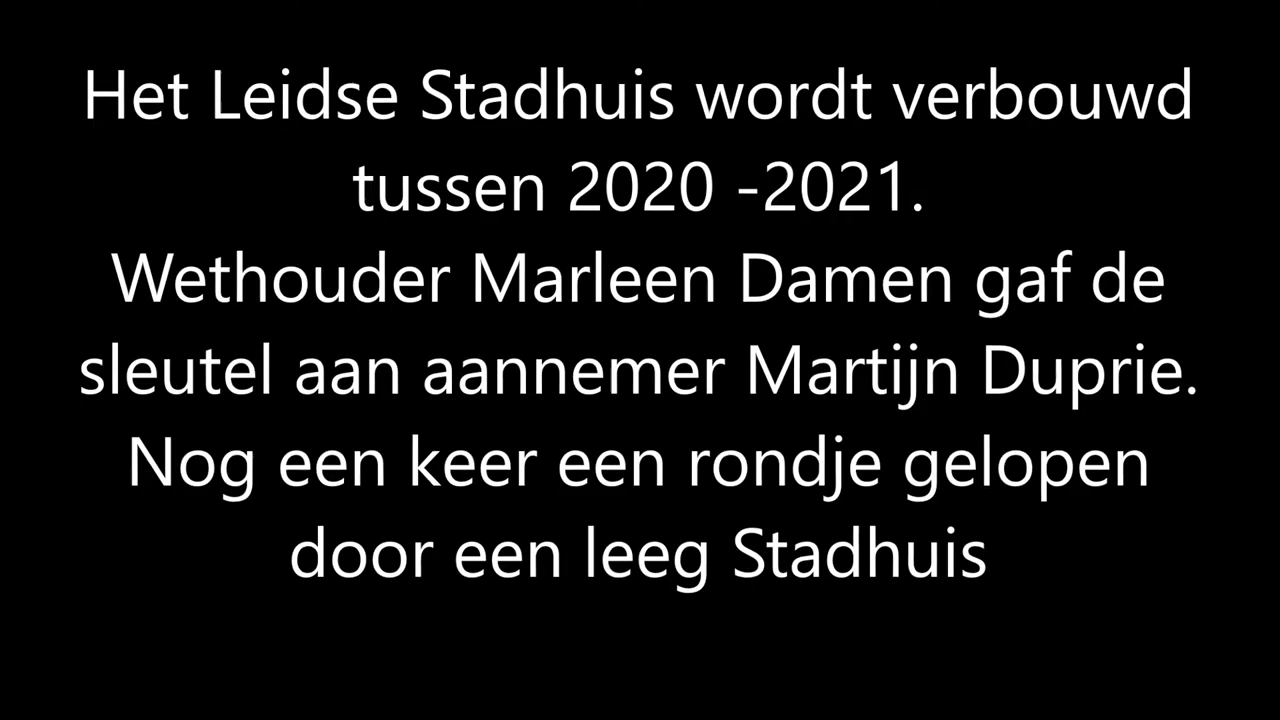 Het Leidse Stadhuis wordt verbouwd
tussen 2020 -2021.
Wethouder Marleen Damen gaf de
sleutel aan aannemer Martijn Duprie.
Nog een keer een rondje gelopen
door een leeg Stadhuis